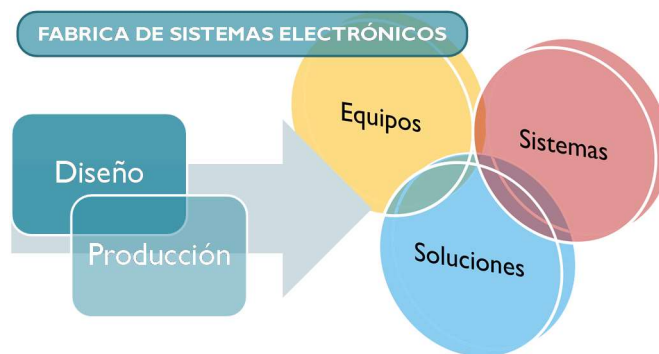 FABRICA DE SISTEMAS ELECTRÓNICOS
Equipos
Sistemas
Diseño
Producción
Soluciones